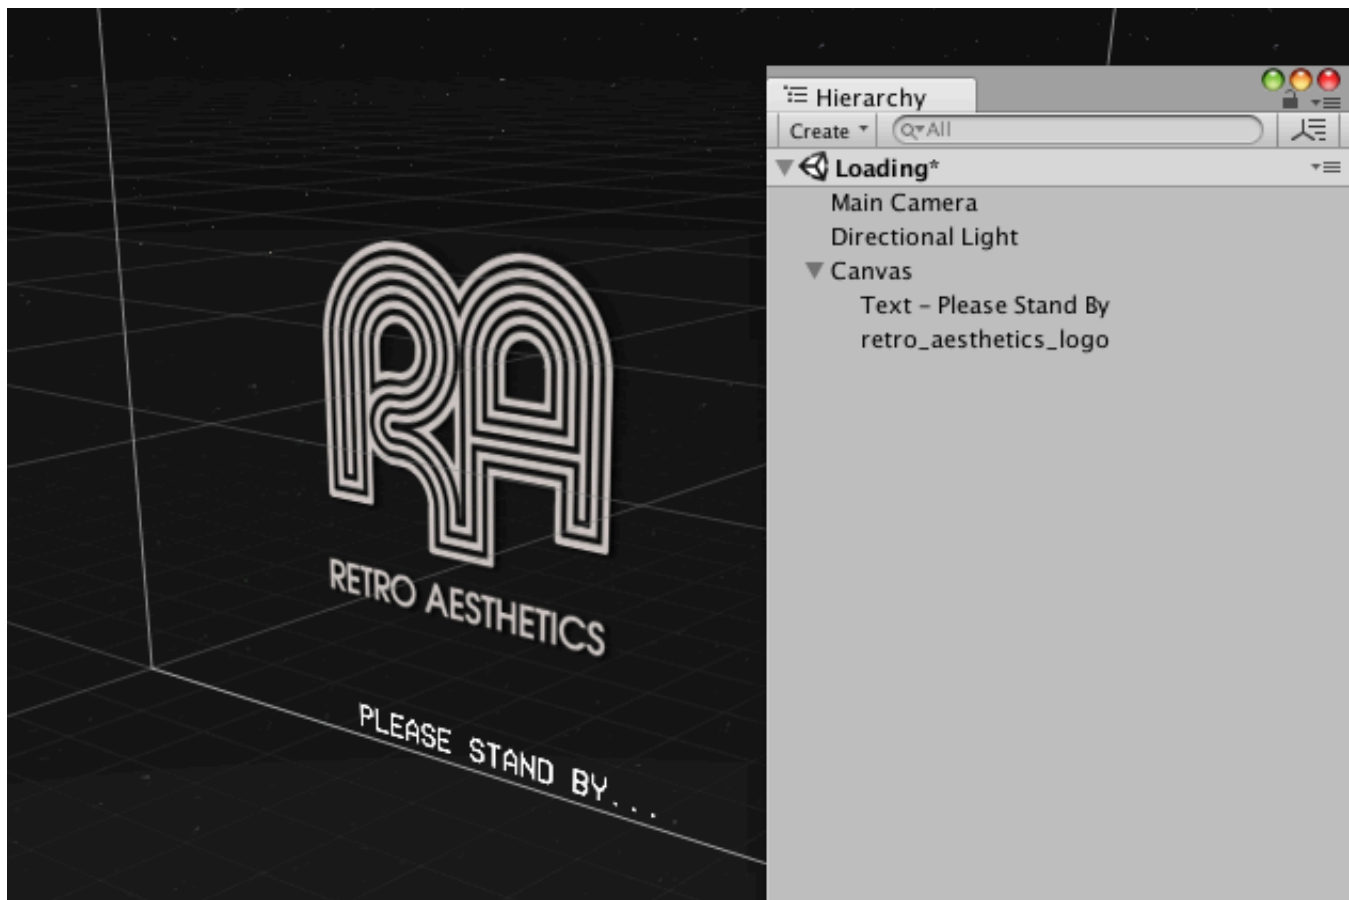 RA
RETRO AESTHETICS
PLEASE STAND BY...
Hierarchy
Create
All
Loading*
Main Camera
Directional Light
Canvas
Text - Please Stand By
retro_aesthetics_logo